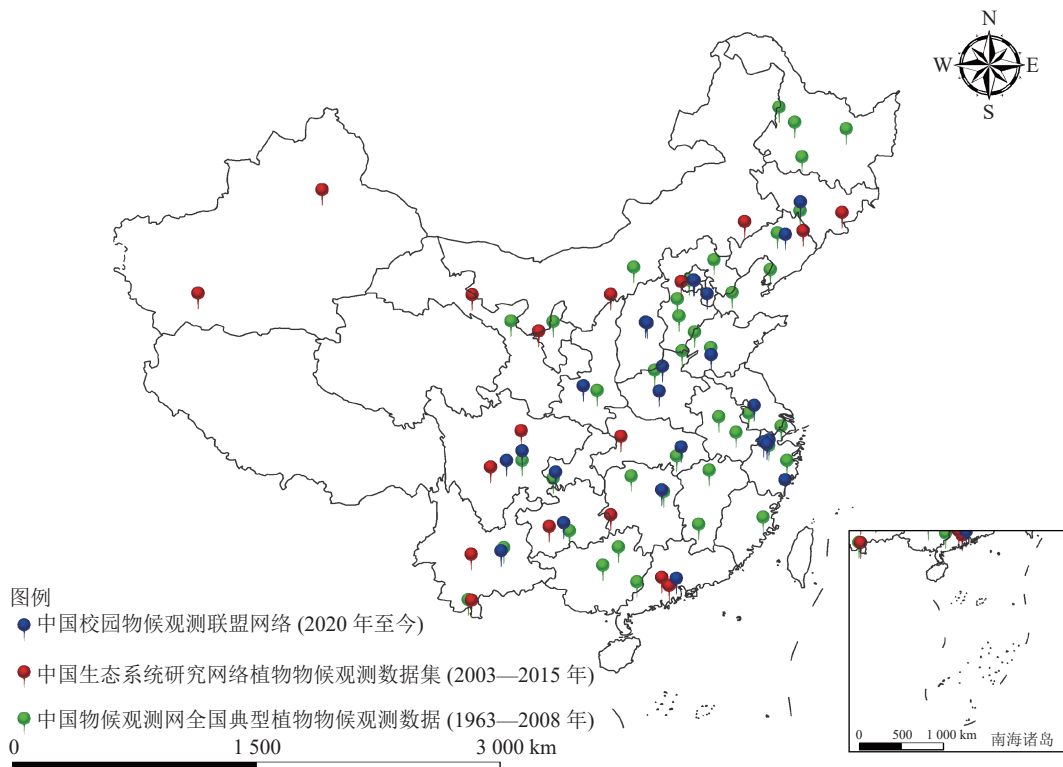 N
W E
S
图例
中国校园物候观测联盟网络 (2020 年至今)
中国生态系统研究网络植物物候观测数据集 (2003—2015 年)
中国物候观测网全国典型植物物候观测数据 (1963—2008 年)
0 1 500 3 000 km
0 500 1 000 km
南海诸岛